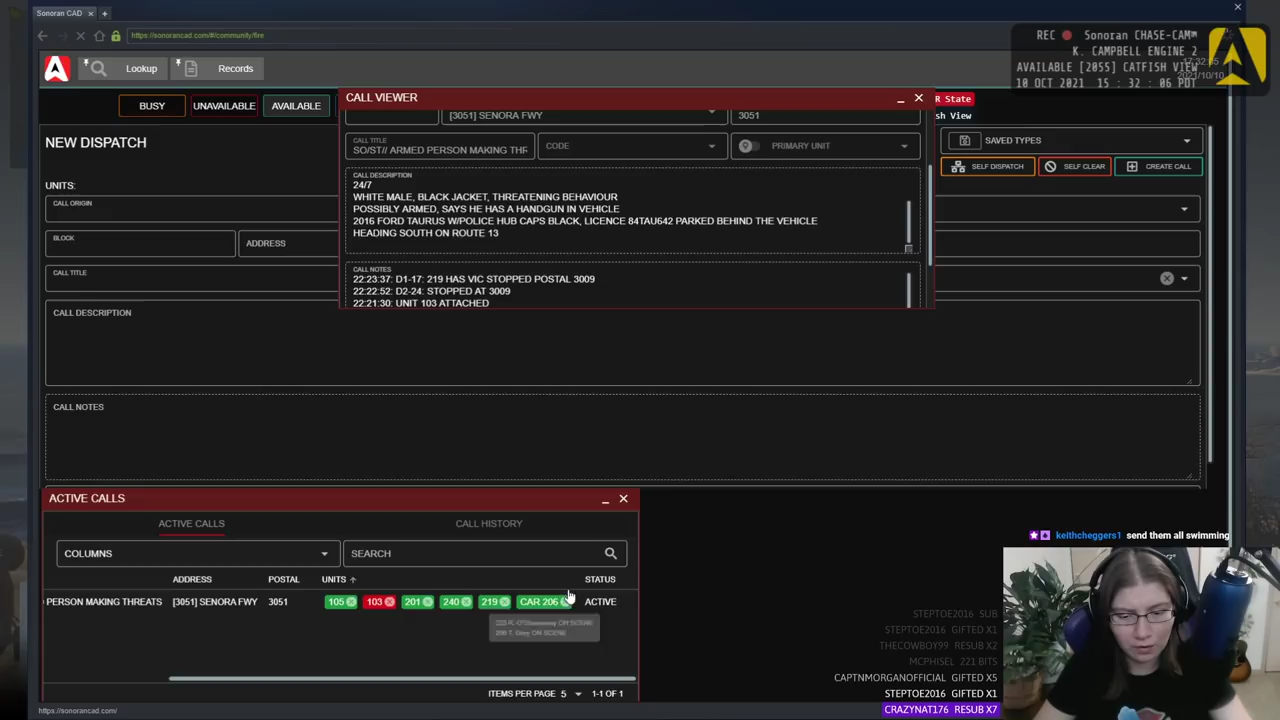 Sonoran CAD
https://sonorancad.com/#/community/fire
REC Sonoran CHASE-CAM™
K. CAMPBELL ENGINE 2
AVAILABLE [2055] CATFISH VIEW
10 OCT 2021 15 : 32 : 06 PDT
2021/10/10
Lookup
Records
BUSY
UNAVAILABLE
AVAILABLE
CALL VIEWER
R State
sh View
NEW DISPATCH
[3051] SENORA FWY
3051
SAVED TYPES
CALL TITLE
SO/ST// ARMED PERSON MAKING THR
CODE
PRIMARY UNIT
SELF DISPATCH
SELF CLEAR
CREATE CALL
UNITS:
CALL ORIGIN
CALL DESCRIPTION
24/7
WHITE MALE, BLACK JACKET, THREATENING BEHAVIOUR
POSSIBLY ARMED, SAYS HE HAS A HANDGUN IN VEHICLE
2016 FORD TAURUS W/POLICE HUB CAPS BLACK, LICENCE 84TAU642 PARKED BEHIND THE VEHICLE
HEADING SOUTH ON ROUTE 13
BLOCK
ADDRESS
CALL TITLE
CALL NOTES
22:23:37: D1-17: 219 HAS VIC STOPPED POSTAL 3009
22:22:52: D2-24: STOPPED AT 3009
22:21:30: UNIT 103 ATTACHED
CALL DESCRIPTION
CALL NOTES
ACTIVE CALLS
ACTIVE CALLS
CALL HISTORY
COLUMNS
SEARCH
ADDRESS
POSTAL
UNITS
STATUS
PERSON MAKING THREATS
[3051] SENORA FWY
3051
105
103
201
240
219
CAR 206
ACTIVE
ITEMS PER PAGE 5
1-1 OF 1
https://sonorancad.com/
keithcheggers1 send them all swimming
STEPTOE2016 SUB
STEPTOE2016 GIFTED X1
THECOWBOY99 RESUB X2
MCPHISEL 221 BITS
CAPTNMORGANOFFICIAL GIFTED X5
STEPTOE2016 GIFTED X1
CRAZYNAT176 RESUB X7